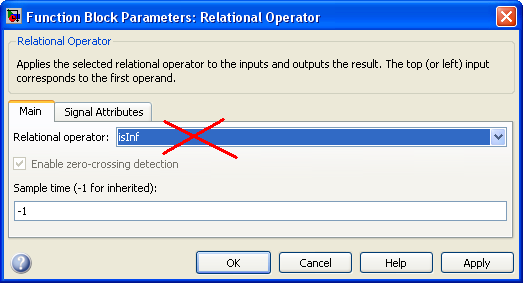 Function Block Parameters: Relational Operator
Relational Operator
Applies the selected relational operator to the inputs and outputs the result. The top (or left) input
corresponds to the first operand.
Main Signal Attributes
Relational operator: isInf
Enable zero-crossing detection
Sample time (-1 for inherited):
-1
OK Cancel Help Apply